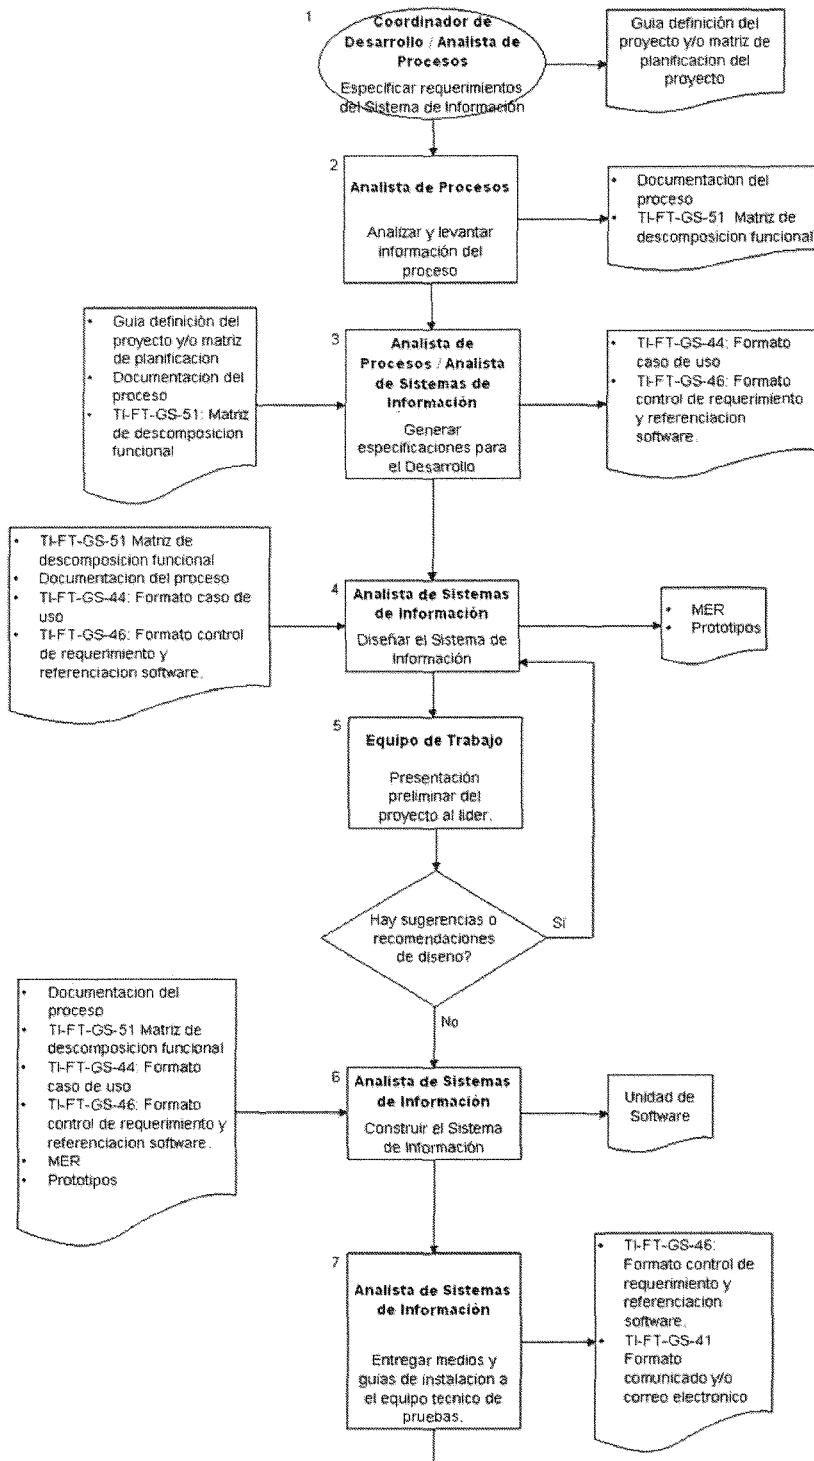 1
Coordinador de
Desarrollo / Analista de
Procesos
Especificar requerimientos
del Sistema de Información
Guia definición del
proyecto y/o matriz de
planificacion del
proyecto
2
Analista de Procesos
Analizar y levantar
información del
proceso
• Documentacion del
proceso
• TI-FT-GS-51 Matriz de
descomposicion funcional
• Guia definición del
proyecto y/o matriz
de planificacion
• Documentacion del
proceso
• TI-FT-GS-51: Matriz
de descomposicion
funcional
3
Analista de
Procesos / Analista
de Sistemas de
Información
Generar
especificaciones para
el Desarrollo
• TI-FT-GS-44: Formato
caso de uso
• TI-FT-GS-46: Formato
control de requerimiento
y referenciacion
software.
• TI-FT-GS-51 Matriz de
descomposicion funcional
• Documentacion del proceso
• TI-FT-GS-44: Formato caso de
uso
• TI-FT-GS-46: Formato control
de requerimiento y
referenciacion software.
4
Analista de Sistemas
de Información
Diseñar el Sistema de
Información
• MER
• Prototipos
5
Equipo de Trabajo
Presentación
preliminar del
proyecto al lider.
Hay sugerencias o
recomendaciones
de diseno?
Sí
No
• Documentacion del
proceso
• TI-FT-GS-51 Matriz de
descomposicion funcional
• TI-FT-GS-44: Formato
caso de uso
• TI-FT-GS-46: Formato
control de requerimiento y
referenciacion software.
• MER
• Prototipos
6
Analista de Sistemas
de Información
Construir el Sistema
de Información
Unidad de
Software
7
Analista de Sistemas
de Información
Entregar medios y
guías de instalacion a
el equipo tecnico de
pruebas.
• TI-FT-GS-46:
Formato control de
requerimiento y
referenciacion
software.
• TI-FT-GS-41
Formato
comunicado y/o
correo electronico